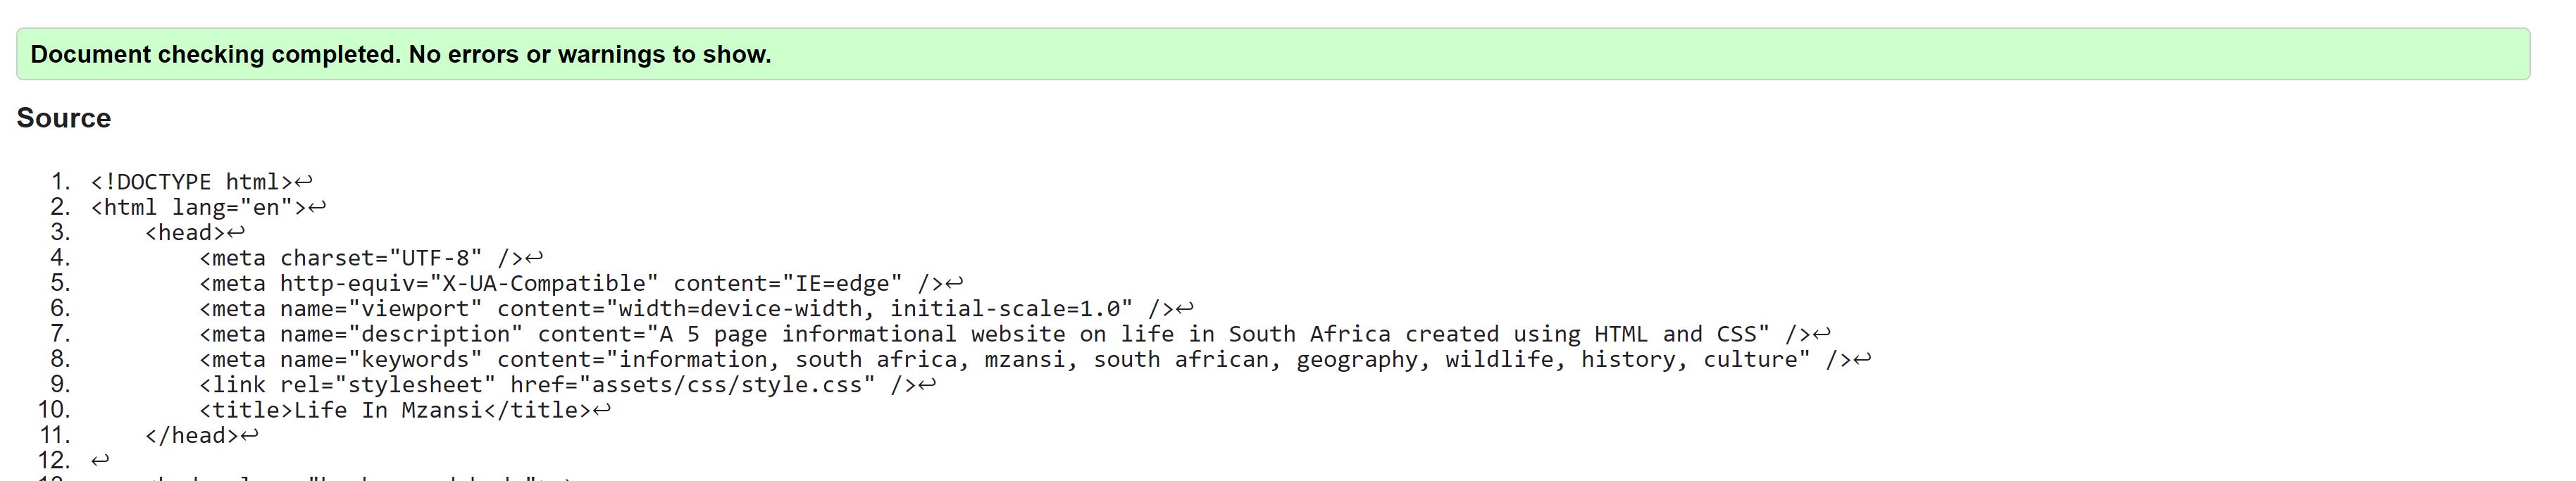 Document checking completed. No errors or warnings to show.
Source
1. <!DOCTYPE html>↩
2. <html lang="en">↩
3. <head>↩
4. <meta charset="UTF-8" />↩
5. <meta http-equiv="X-UA-Compatible" content="IE=edge" />↩
6. <meta name="viewport" content="width=device-width, initial-scale=1.0" />↩
7. <meta name="description" content="A 5 page informational website on life in South Africa created using HTML and CSS" />↩
8. <meta name="keywords" content="information, south africa, mzansi, south african, geography, wildlife, history, culture" />↩
9. <link rel="stylesheet" href="assets/css/style.css" />↩
10. <title>Life In Mzansi</title>↩
11. </head>↩
12. ↩